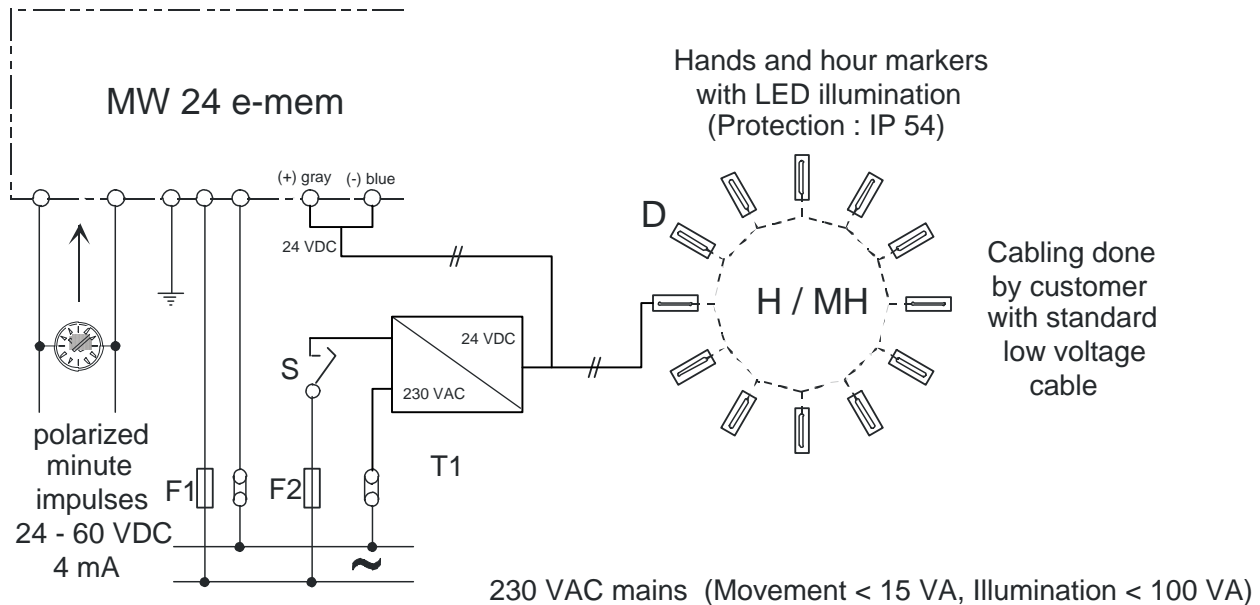 MW 24 e-mem
(+) gray
(-) blue
24 VDC
Hands and hour markers
with LED illumination
(Protection : IP 54)
D
H / MH
Cabling done
by customer
with standard
low voltage
cable
S
24 VDC
230 VAC
T1
polarized
minute
impulses
24 - 60 VDC
4 mA
F1
F2
~
230 VAC mains (Movement < 15 VA, Illumination < 100 VA)